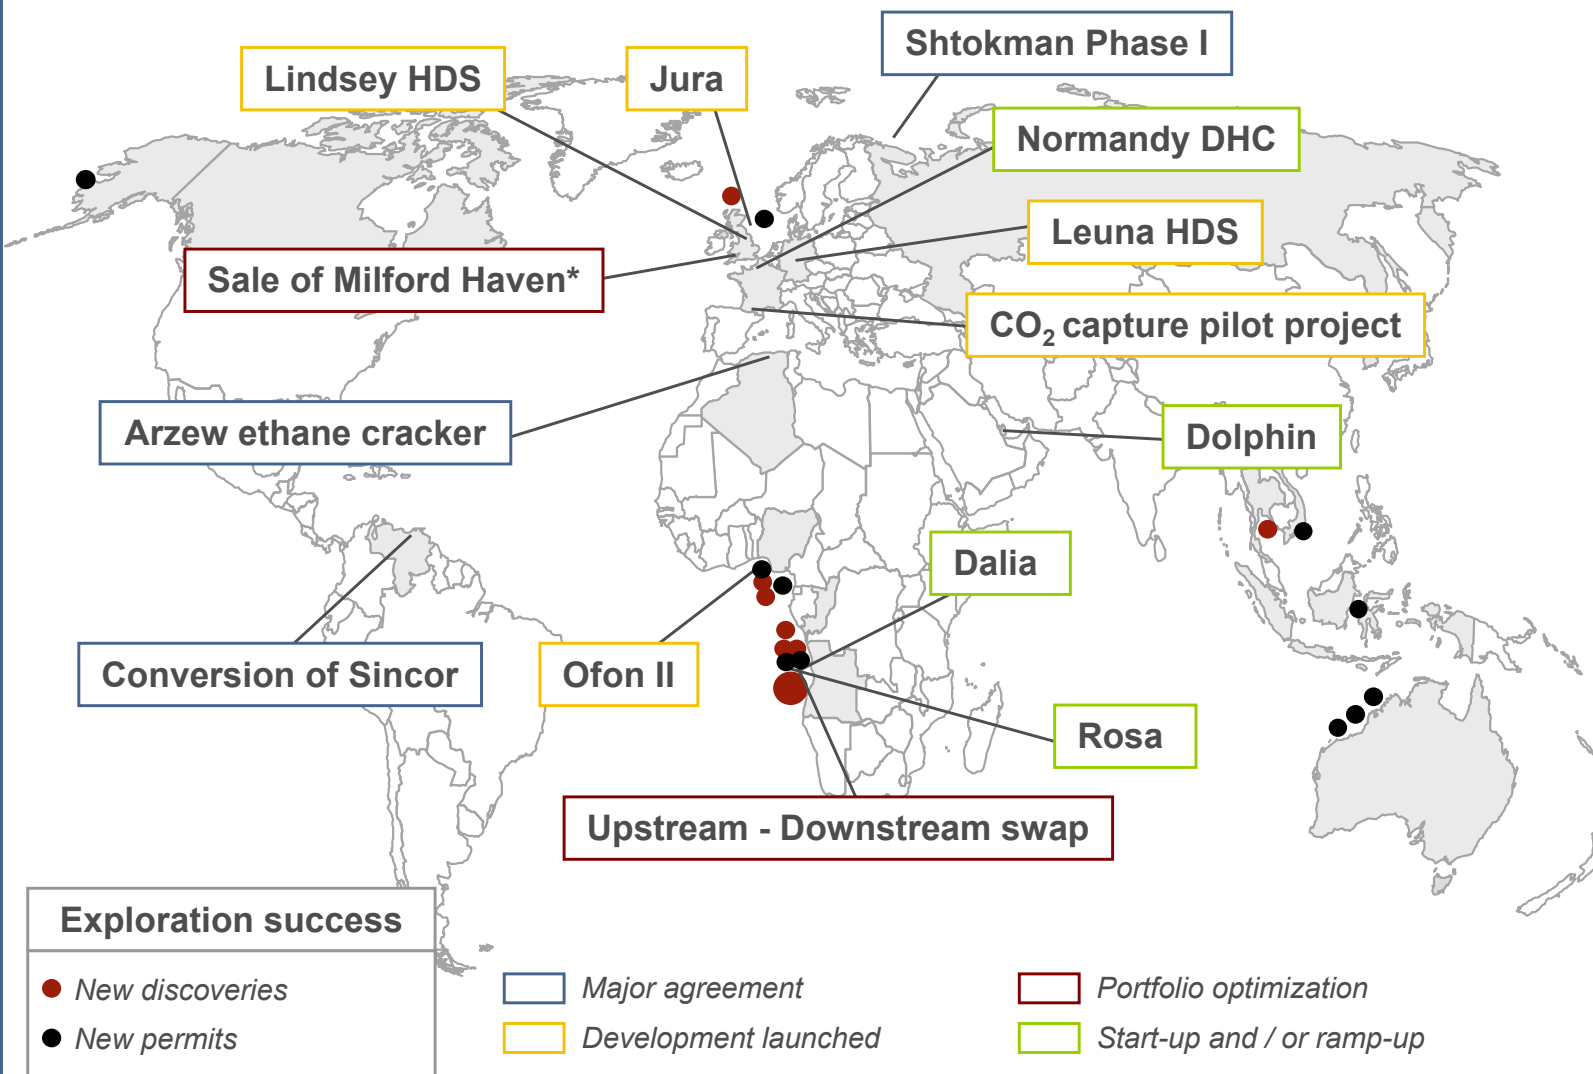 Shtokman Phase I
Lindsey HDS
Jura
Normandy DHC
Leuna HDS
Sale of Milford Haven*
CO₂ capture pilot project
Arzew ethane cracker
Dolphin
Dalia
Conversion of Sincor
Ofon II
Rosa
Upstream - Downstream swap
Exploration success
New discoveries
New permits
Major agreement
Development launched
Portfolio optimization
Start-up and / or ramp-up